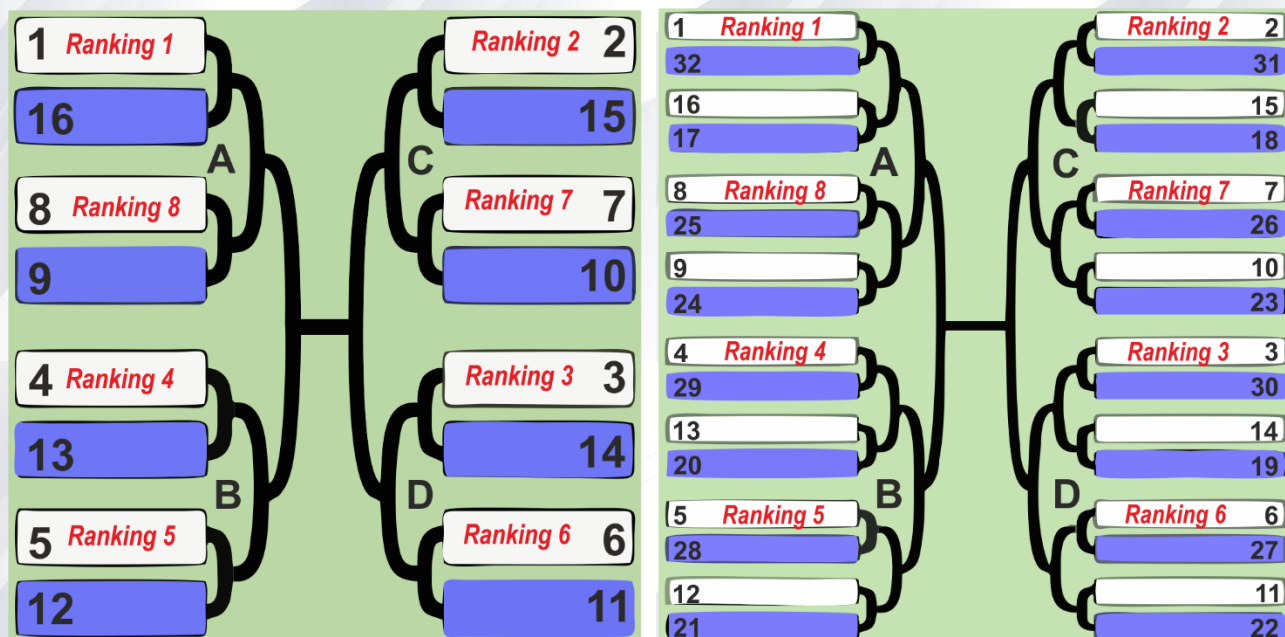 1 Ranking 1
16
A
8 Ranking 8
9
4 Ranking 4
13
B
5 Ranking 5
12
Ranking 2 2
15
C
Ranking 7 7
10
Ranking 3 3
14
D
Ranking 6 6
11
1 Ranking 1
32
16
17
A
8 Ranking 8
25
9
24
4 Ranking 4
29
13
20
B
5 Ranking 5
28
12
21
Ranking 2 2
31
15
18
C
Ranking 7 7
26
10
23
Ranking 3 3
30
14
19
D
Ranking 6 6
27
11
22